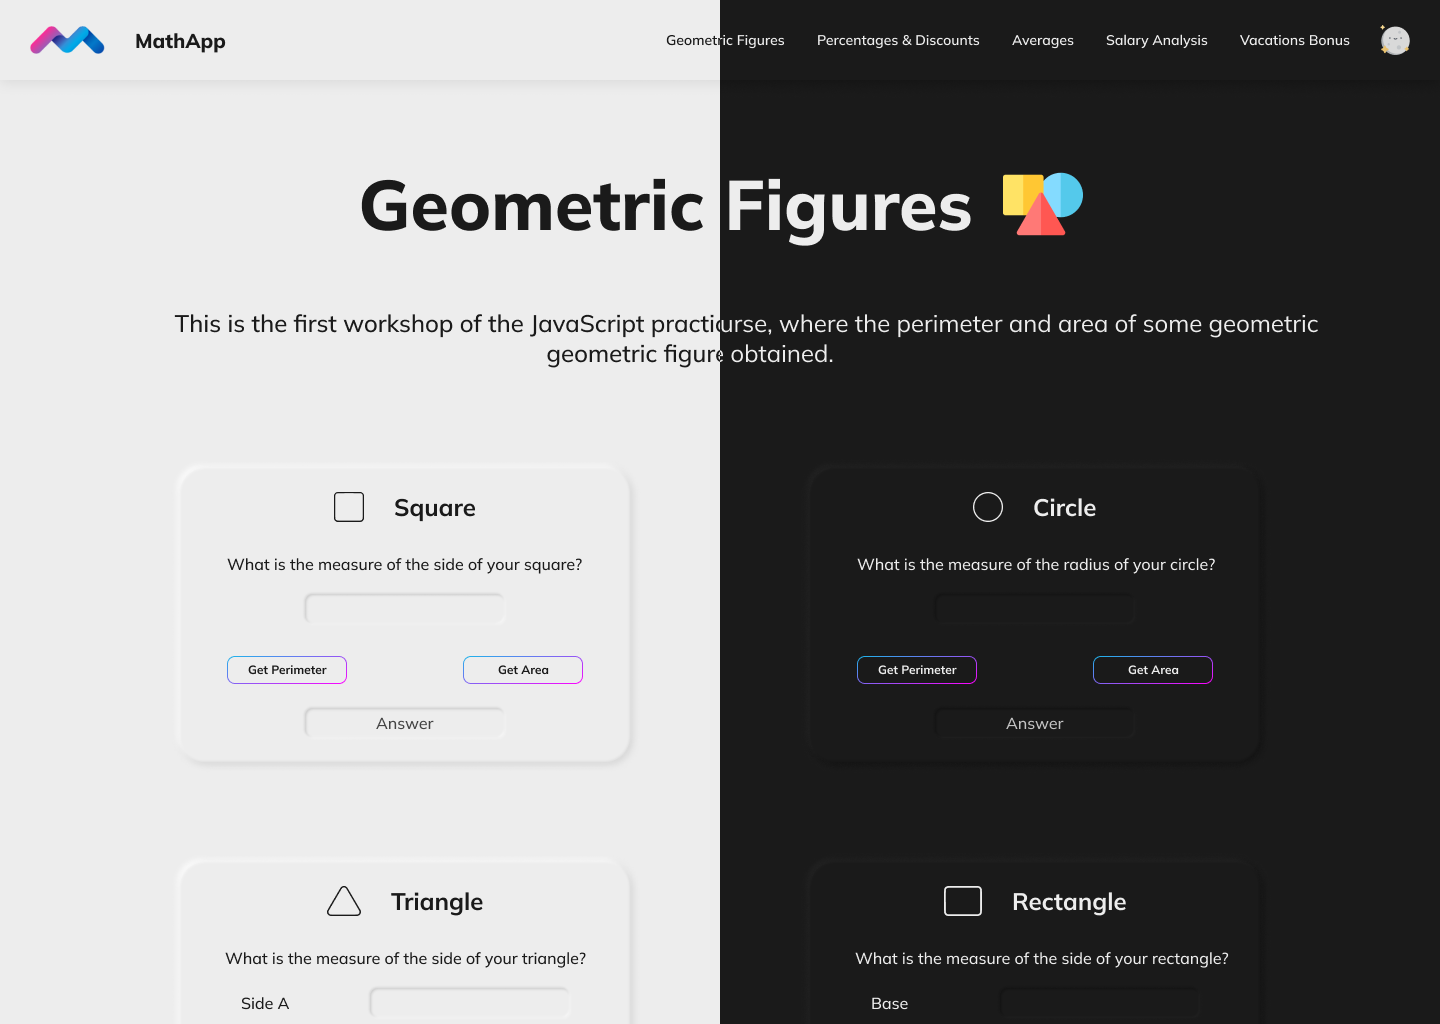 MathApp
Geometric Figures
Percentages & Discounts
Averages
Salary Analysis
Vacations Bonus
Geometric Figures
This is the first workshop of the JavaScript practicurse, where the perimeter and area of some geometric
geometric figure obtained.
Square
What is the measure of the side of your square?
Get Perimeter
Get Area
Answer
Circle
What is the measure of the radius of your circle?
Get Perimeter
Get Area
Answer
Triangle
What is the measure of the side of your triangle?
Side A
Rectangle
What is the measure of the side of your rectangle?
Base